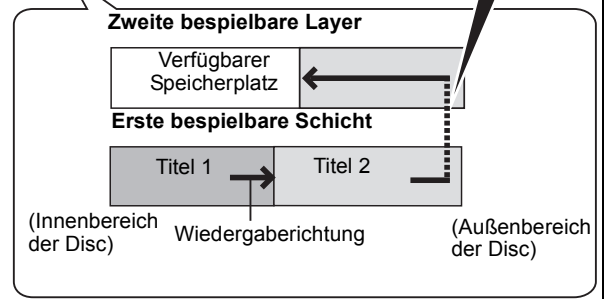 Zweite bespielbare Layer
Verfügbarer
Speicherplatz
Erste bespielbare Schicht
Titel 1
Titel 2
(Innenbereich
der Disc)
Wiedergaberichtung
(Außenbereich
der Disc)